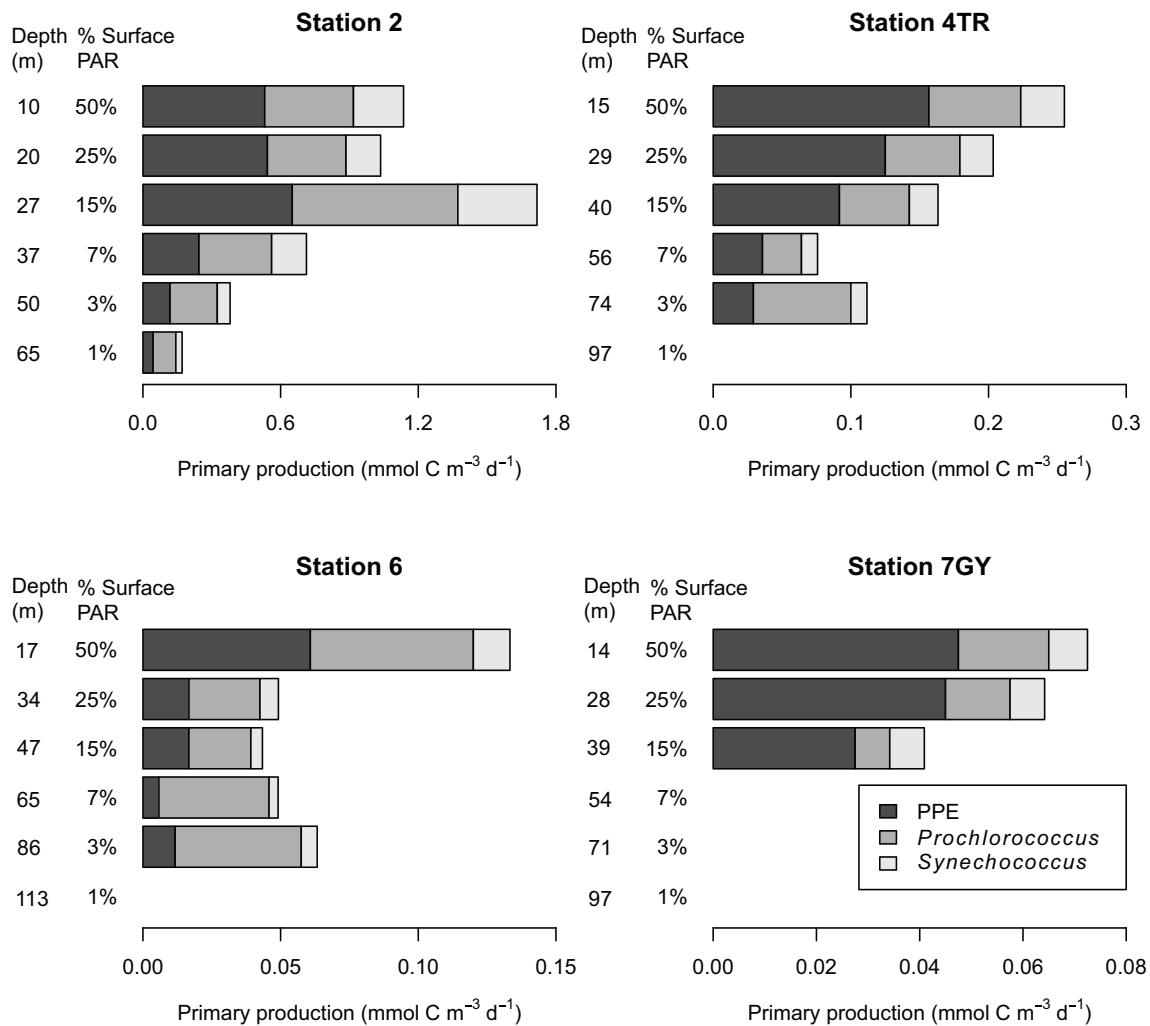 Station 2
Depth % Surface
(m) PAR
10 50%
20 25%
27 15%
37 7%
50 3%
65 1%
0.0 0.6 1.2 1.8
Primary production (mmol C m⁻³ d⁻¹)
Station 4TR
Depth % Surface
(m) PAR
15 50%
29 25%
40 15%
56 7%
74 3%
97 1%
0.0 0.1 0.2 0.3
Primary production (mmol C m⁻³ d⁻¹)
Station 6
Depth % Surface
(m) PAR
17 50%
34 25%
47 15%
65 7%
86 3%
113 1%
0.00 0.05 0.10 0.15
Primary production (mmol C m⁻³ d⁻¹)
Station 7GY
Depth % Surface
(m) PAR
14 50%
28 25%
39 15%
54 7%
71 3%
97 1%
PPE
Prochlorococcus
Synechococcus
0.00 0.02 0.04 0.06 0.08
Primary production (mmol C m⁻³ d⁻¹)